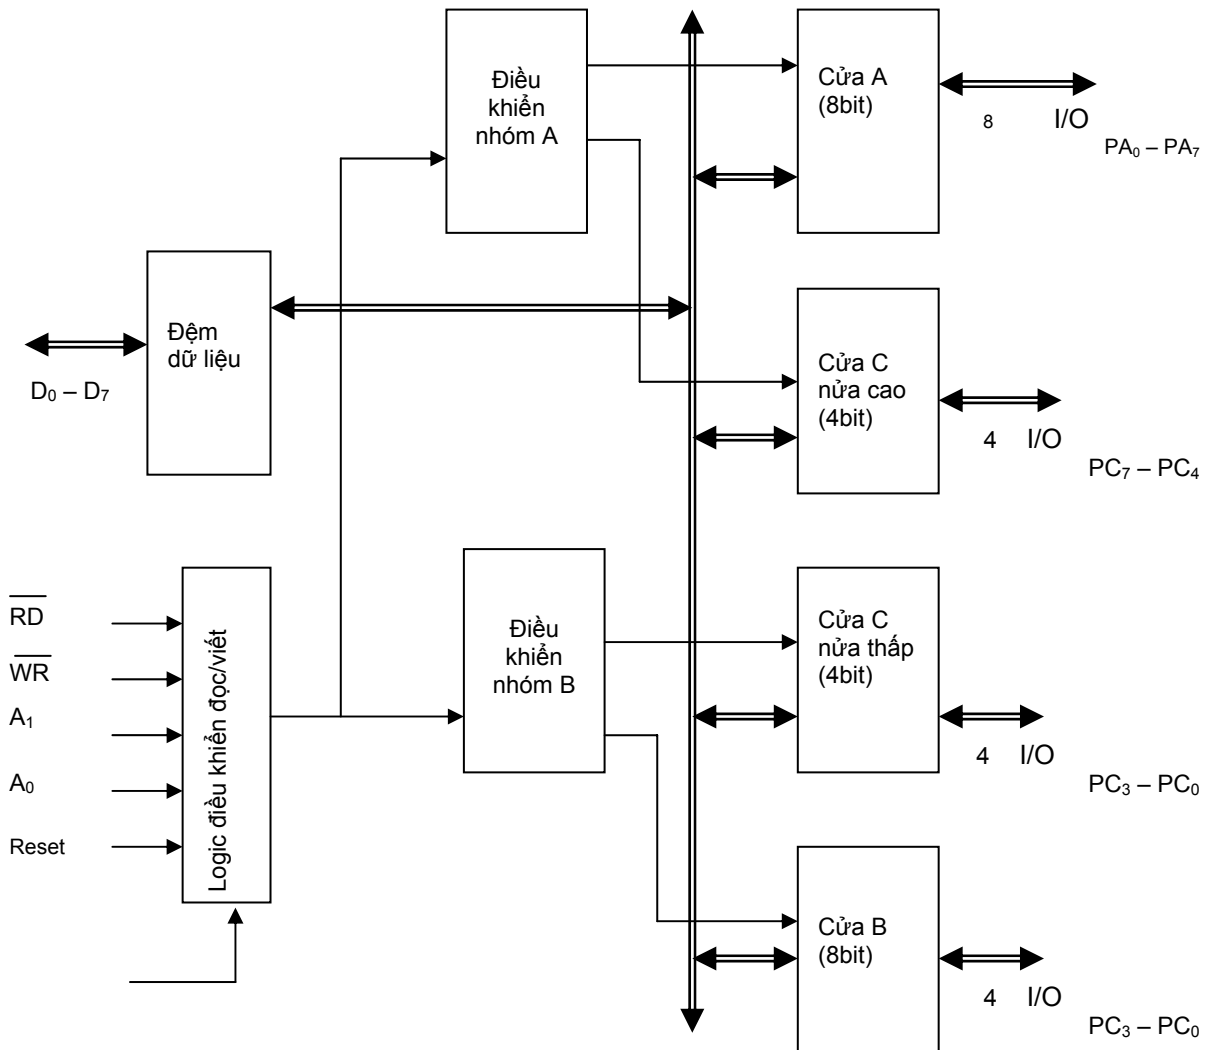 Điều
khiển
nhóm A
Cửa A
(8bit)
8 I/O
PA₀ – PA₇
Đệm
dữ liệu
D₀ – D₇
Cửa C
nửa cao
(4bit)
4 I/O
PC₇ – PC₄
R̅D̅
W̅R̅
A₁
A₀
Reset
Logic điều khiển đọc/viết
Điều
khiển
nhóm B
Cửa C
nửa thấp
(4bit)
4 I/O
PC₃ – PC₀
Cửa B
(8bit)
4 I/O
PC₃ – PC₀